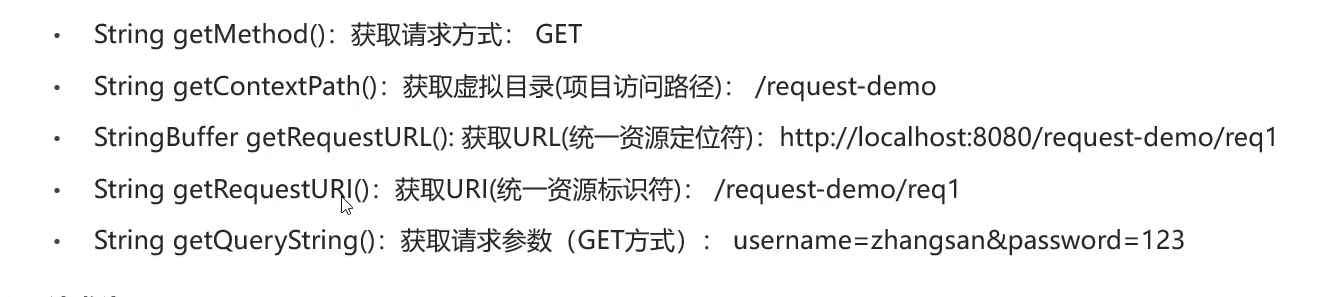 • String getMethod()：获取请求方式： GET
• String getContextPath()：获取虚拟目录(项目访问路径)： /request-demo
• StringBuffer getRequestURL(): 获取URL(统一资源定位符)：http://localhost:8080/request-demo/req1
• String getRequestURI()：获取URI(统一资源标识符)： /request-demo/req1
• String getQueryString()：获取请求参数（GET方式）： username=zhangsan&password=123